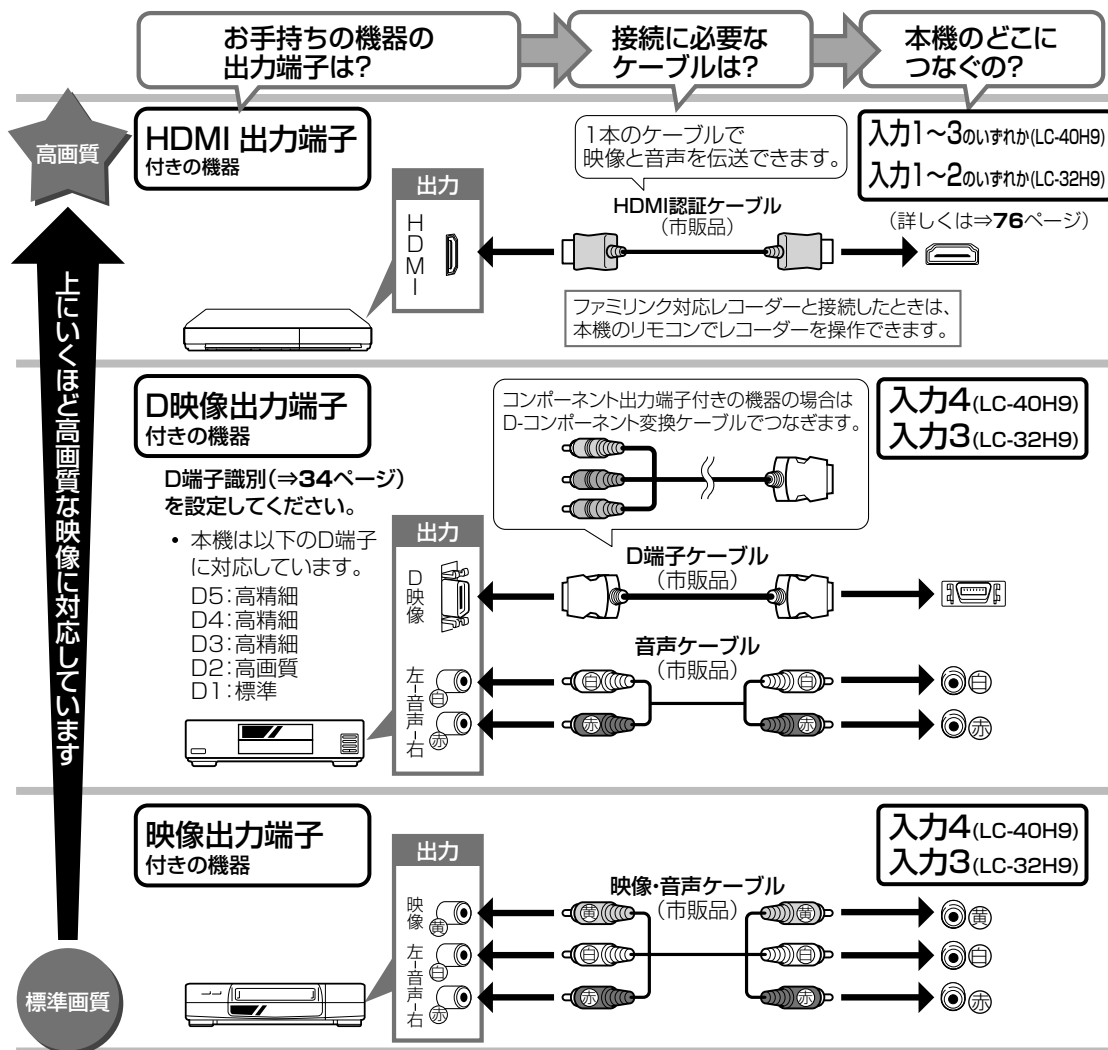 お手持ちの機器の
出力端子は?
接続に必要な
ケーブルは?
本機のどこに
つなぐの?
高画質
上にいくほど高画質な映像に対応しています
標準画質
HDMI 出力端子
付きの機器
出力
HDMI
1本のケーブルで
映像と音声を伝送できます。
HDMI認証ケーブル
(市販品)
ファミリンク対応レコーダーと接続したときは、
本機のリモコンでレコーダーを操作できます。
入力1~3のいずれか(LC-40H9)
入力1~2のいずれか(LC-32H9)
(詳しくは⇒76ページ)
D映像出力端子
付きの機器
D端子識別(⇒34ページ)
を設定してください。
• 本機は以下のD端子
に対応しています。
D5:高精細
D4:高精細
D3:高精細
D2:高画質
D1:標準
出力
D映像
左-音声-右
白
赤
コンポーネント出力端子付きの機器の場合は
D-コンポーネント変換ケーブルでつなぎます。
D端子ケーブル
(市販品)
音声ケーブル
(市販品)
白 白
赤 赤
入力4(LC-40H9)
入力3(LC-32H9)
白
赤
映像出力端子
付きの機器
出力
映像
黄
左-音声-右
白
赤
映像・音声ケーブル
(市販品)
黄 黄
白 白
赤 赤
入力4(LC-40H9)
入力3(LC-32H9)
黄
白
赤